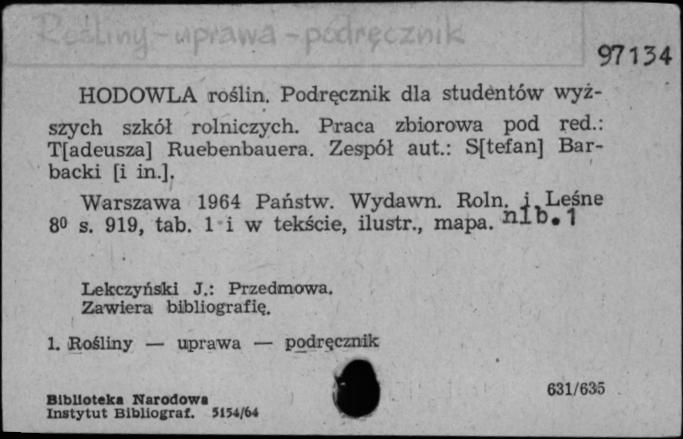 Rośliny - uprawa - podręcznik
97134
HODOWLA roślin. Podręcznik dla studentów wyż-
szych szkół rolniczych. Praca zbiorowa pod red.:
T[adeusza] Ruebenbauera. Zespół aut.: S[tefan] Bar-
backi [i in.].
Warszawa 1964 Państw. Wydawn. Roln. i Leśne
8⁰ s. 919, tab. 1 i w tekście, ilustr., mapa. nlb. 1
Lekczyński J.: Przedmowa.
Zawiera bibliografię.
1. Rośliny — uprawa — podręcznik
631/635
Biblioteka Narodowa
Instytut Bibliograf. 5154/64